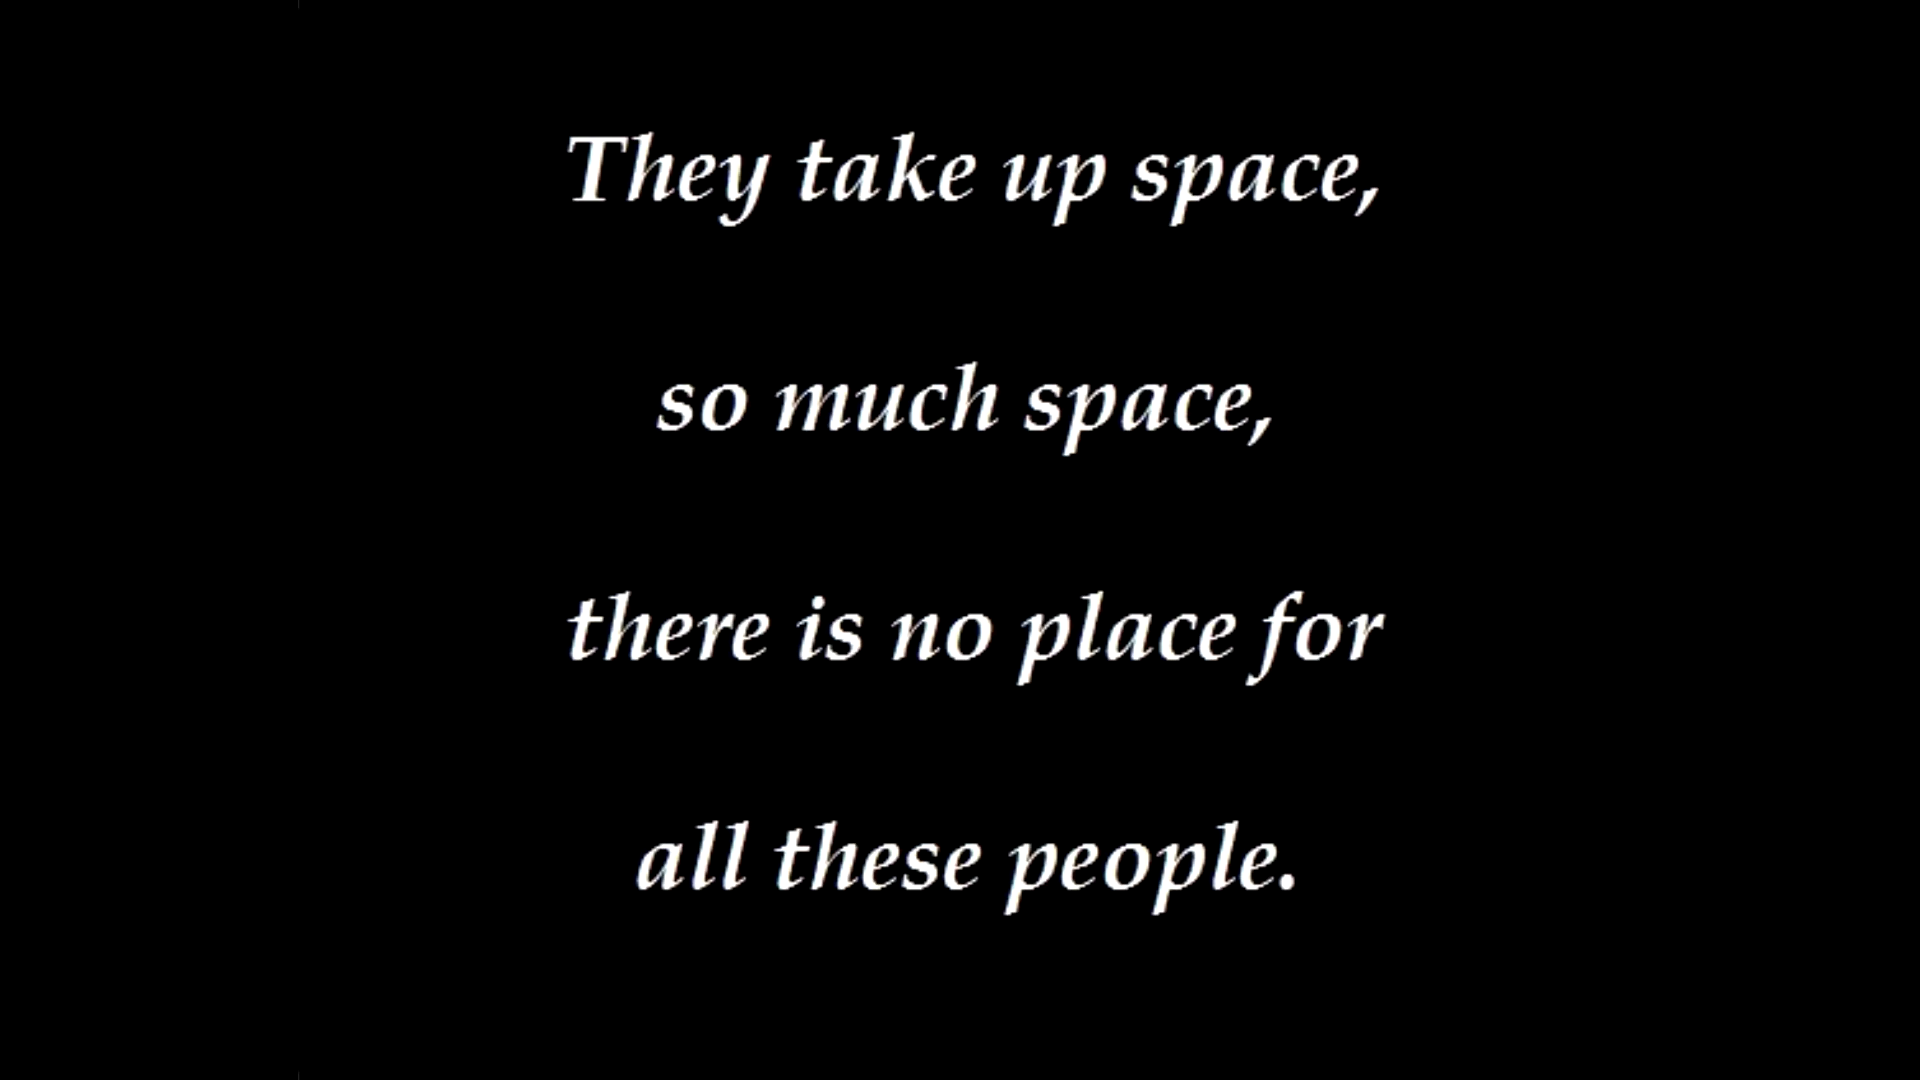 They take up space,
so much space,
there is no place for
all these people.